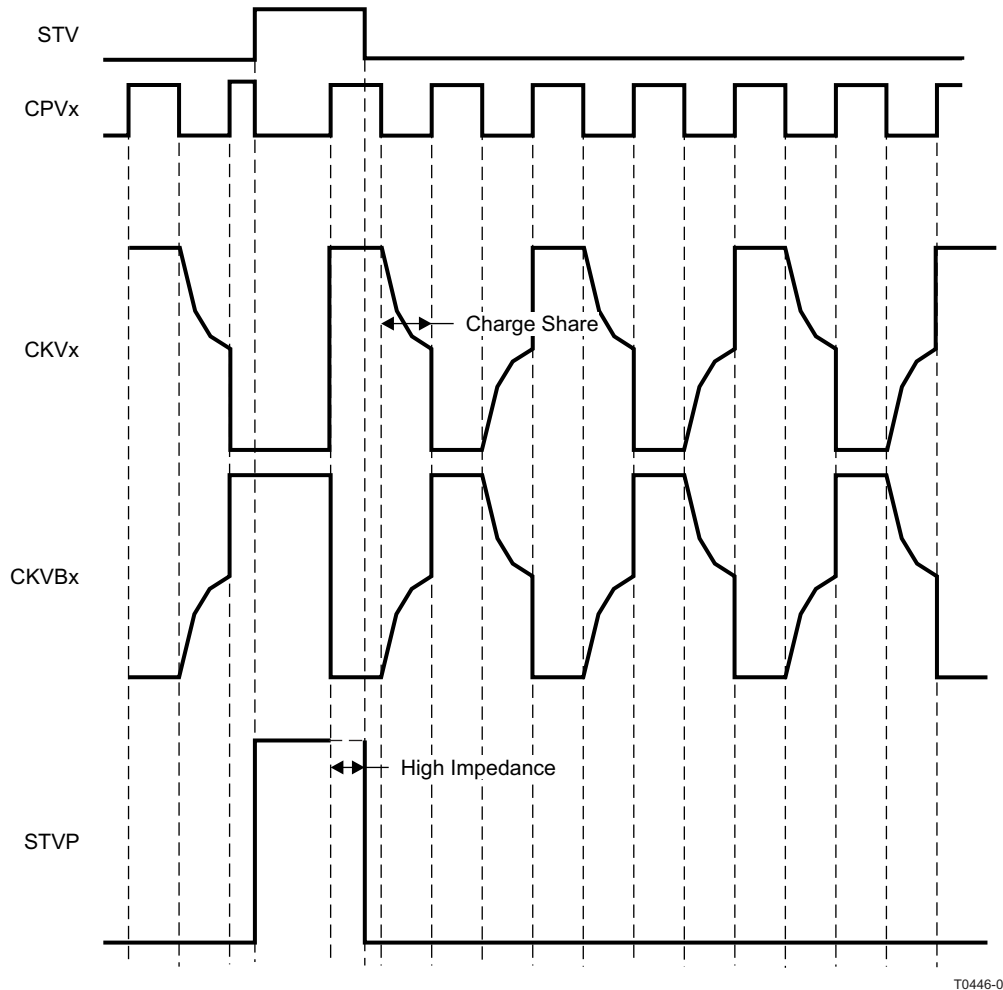 STV
CPVx
Charge Share
CKVx
CKVBx
High Impedance
STVP
T0446-0